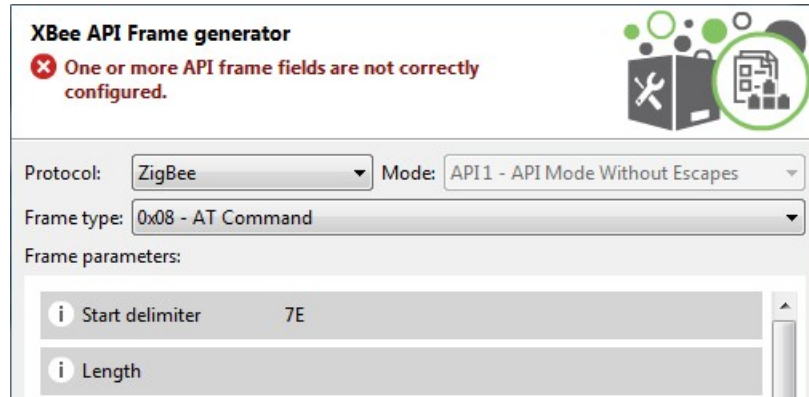 XBee API Frame generator
One or more API frame fields are not correctly
configured.
Protocol: ZigBee Mode: API 1 - API Mode Without Escapes
Frame type: 0x08 - AT Command
Frame parameters:
i Start delimiter 7E
i Length